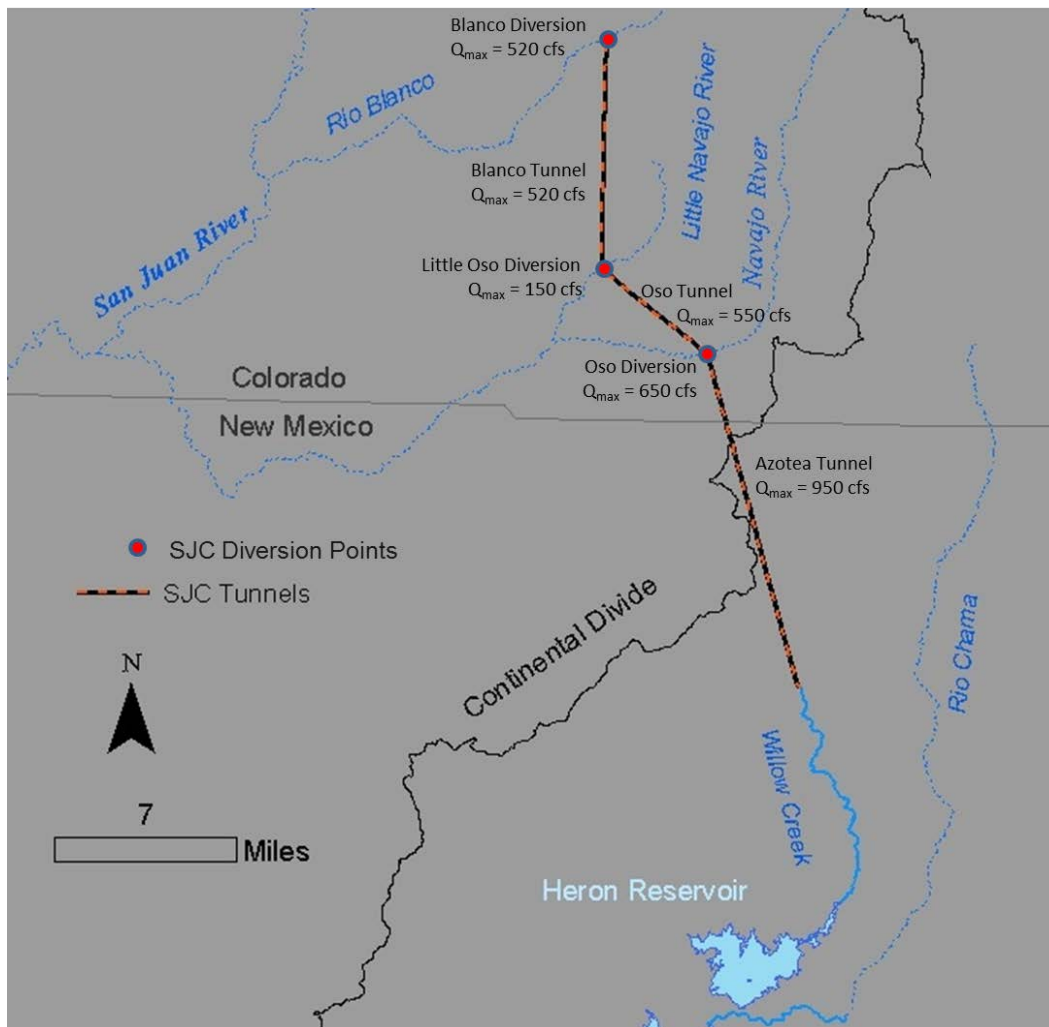 Blanco Diversion
Qmax = 520 cfs
Rio Blanco
Little Navajo River
Navajo River
Blanco Tunnel
Qmax = 520 cfs
San Juan River
Little Oso Diversion
Qmax = 150 cfs
Oso Tunnel
Qmax = 550 cfs
Oso Diversion
Qmax = 650 cfs
Colorado
New Mexico
Azotea Tunnel
Qmax = 950 cfs
SJC Diversion Points
SJC Tunnels
Continental Divide
Rio Chama
N
Willow Creek
7
Miles
Heron Reservoir